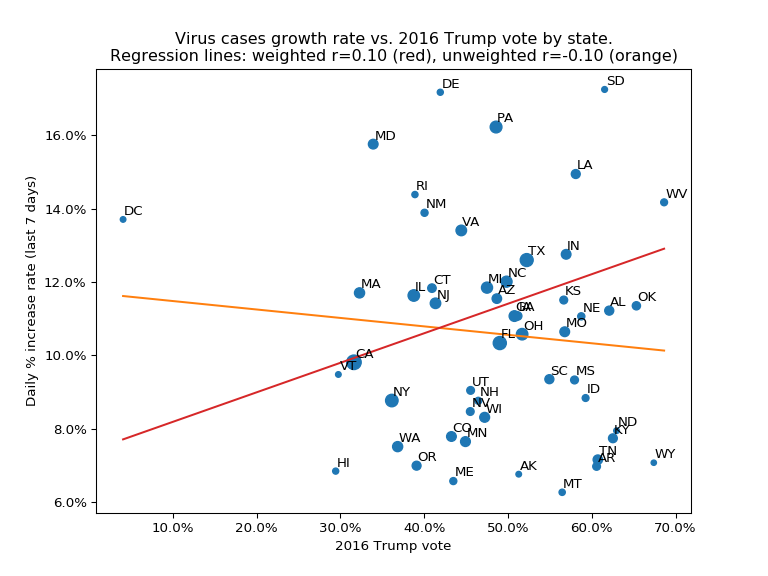 Virus cases growth rate vs. 2016 Trump vote by state.
Regression lines: weighted r=0.10 (red), unweighted r=-0.10 (orange)
Daily % increase rate (last 7 days)
16.0%
14.0%
12.0%
10.0%
8.0%
6.0%
DE
SD
PA
MD
LA
RI
WV
NM
DC
VA
IN
TX
NC
MI
MA
IL
CT
NJ
AZ
KS
OK
AL
NE
GA
MO
OH
FL
CA
VT
SC
MS
UT
ID
NH
NY
NV
WI
ND
KY
CO
MN
WA
TN
AR
WY
OR
HI
AK
ME
MT
10.0%
20.0%
30.0%
40.0%
50.0%
60.0%
70.0%
2016 Trump vote